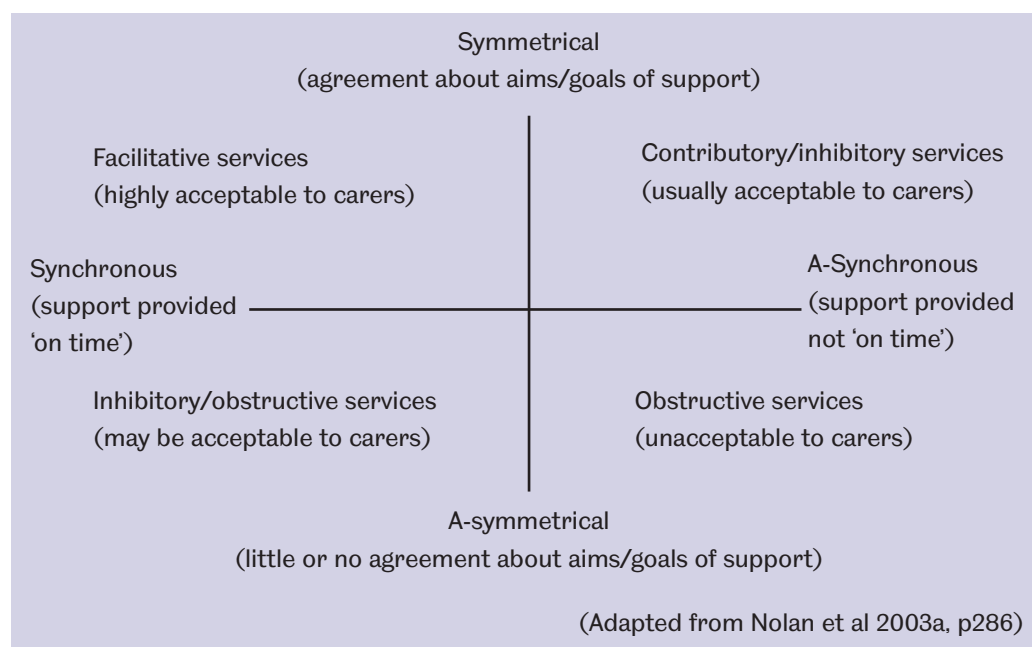 Symmetrical
(agreement about aims/goals of support)
Facilitative services
(highly acceptable to carers)
Contributory/inhibitory services
(usually acceptable to carers)
Synchronous
(support provided
‘on time’)
A-Synchronous
(support provided
not ‘on time’)
Inhibitory/obstructive services
(may be acceptable to carers)
Obstructive services
(unacceptable to carers)
A-symmetrical
(little or no agreement about aims/goals of support)
(Adapted from Nolan et al 2003a, p286)